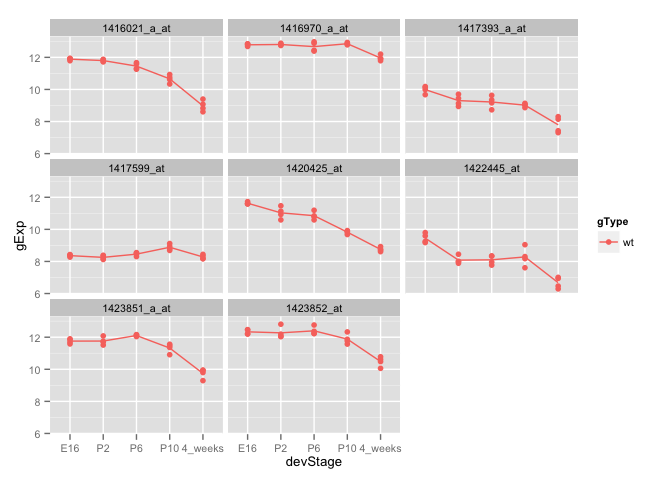 1416021_a_at 1416970_a_at 1417393_a_at
12
10
8
6
1417599_at 1420425_at 1422445_at
12
10
8
6
gExp
gType
wt
1423851_a_at 1423852_at
12
10
8
6
E16 P2 P6 P10 4_weeks E16 P2 P6 P10 4_weeks
devStage